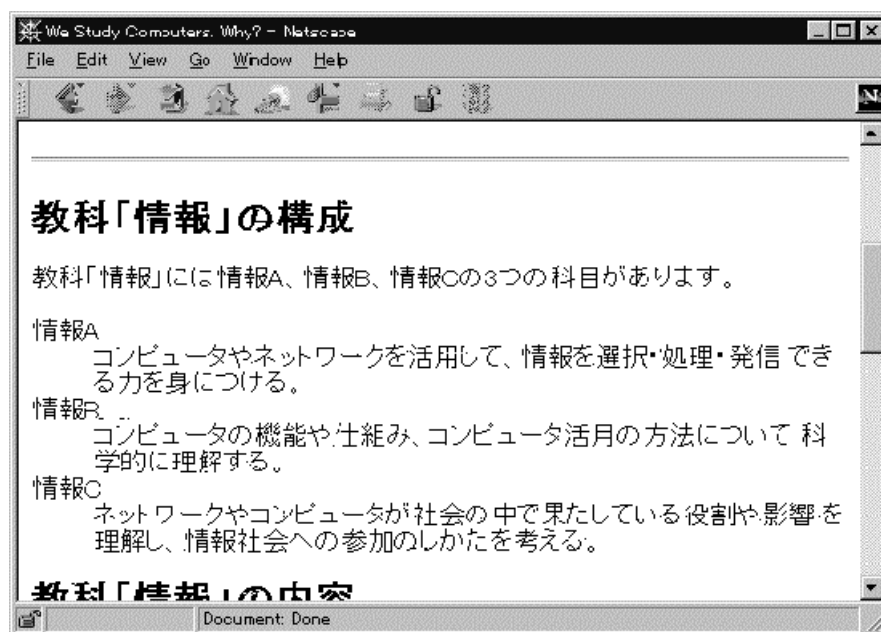 We Study Computers. Why? - Netscape
File Edit View Go Window Help
N
教科「情報」の構成
教科「情報」には情報A、情報B、情報Cの3つの科目があります。
情報A
コンピュータやネットワークを活用して、情報を選択・処理・発信 でき
る力を身につける。
情報B
コンピュータの機能や仕組み、コンピュータ活用の方法について 科
学的に理解する。
情報C
ネットワークやコンピュータが社会の中で果たしている役割や影響を
理解し、情報社会への参加のしかたを考える。
教科「情報」の内容
Document: Done